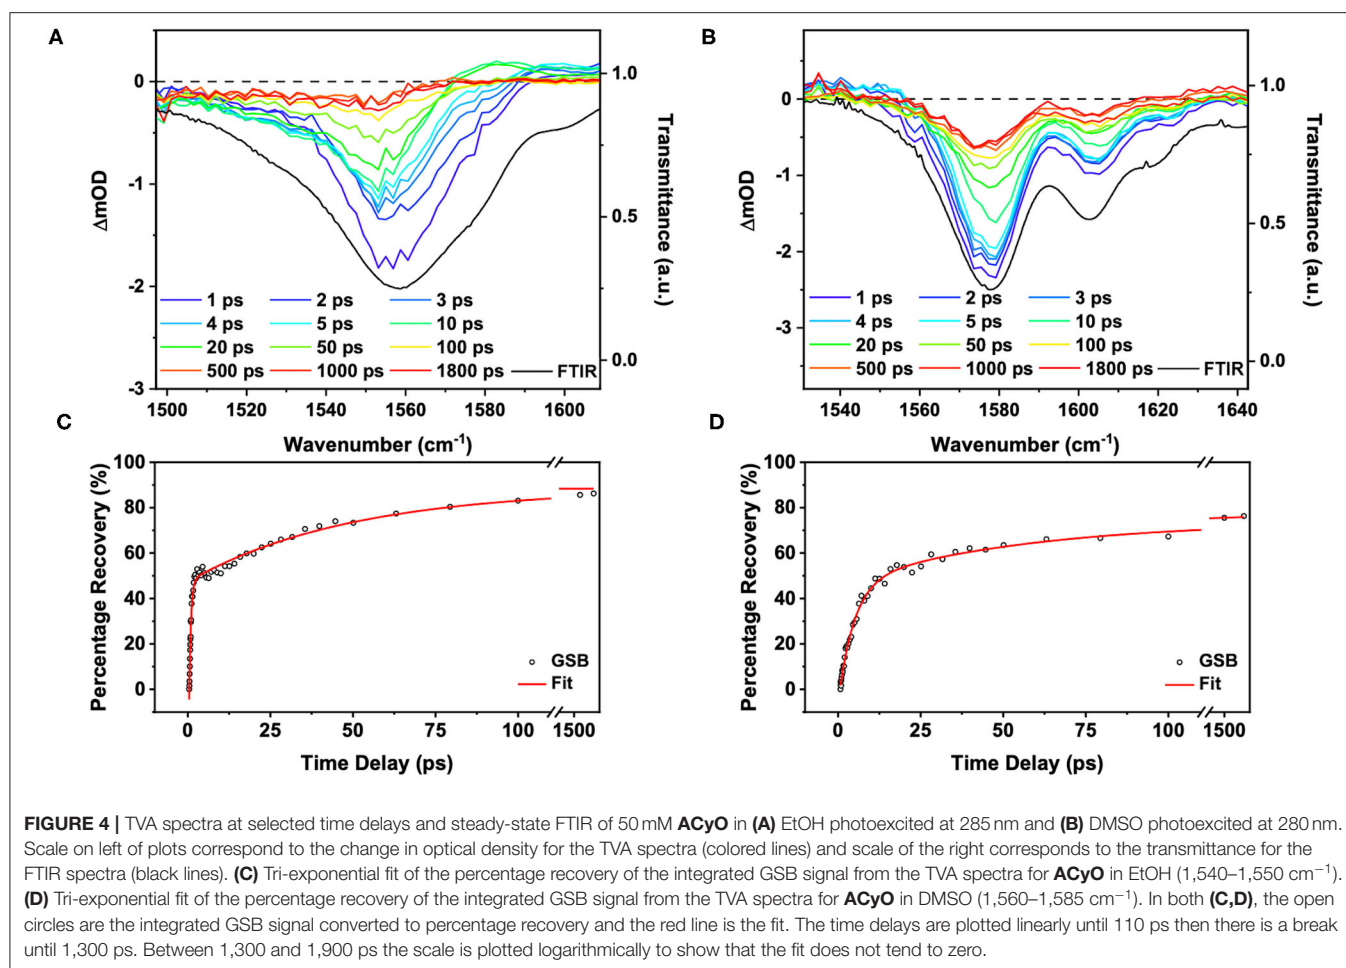 A
B
0
-1
-2
-3
ΔmOD
1.0
0.5
0.0
Transmittance (a.u.)
1 ps 2 ps 3 ps
4 ps 5 ps 10 ps
20 ps 50 ps 100 ps
500 ps 1000 ps 1800 ps FTIR
1500 1520 1540 1560 1580 1600
Wavenumber (cm⁻¹)
0
-1
-2
-3
ΔmOD
1.0
0.5
0.0
Transmittance (a.u.)
1 ps 2 ps 3 ps
4 ps 5 ps 10 ps
20 ps 50 ps 100 ps
500 ps 1000 ps 1800 ps FTIR
1540 1560 1580 1600 1620 1640
Wavenumber (cm⁻¹)
C
D
100
80
60
40
20
0
Percentage Recovery (%)
GSB
Fit
0 25 50 75 100 1500
Time Delay (ps)
100
80
60
40
20
0
Percentage Recovery (%)
GSB
Fit
0 25 50 75 100 1500
Time Delay (ps)
FIGURE 4 | TVA spectra at selected time delays and steady-state FTIR of 50 mM ACyO in (A) EtOH photoexcited at 285 nm and (B) DMSO photoexcited at 280 nm.
Scale on left of plots correspond to the change in optical density for the TVA spectra (colored lines) and scale of the right corresponds to the transmittance for the
FTIR spectra (black lines). (C) Tri-exponential fit of the percentage recovery of the integrated GSB signal from the TVA spectra for ACyO in EtOH (1,540–1,550 cm⁻¹).
(D) Tri-exponential fit of the percentage recovery of the integrated GSB signal from the TVA spectra for ACyO in DMSO (1,560–1,585 cm⁻¹). In both (C,D), the open
circles are the integrated GSB signal converted to percentage recovery and the red line is the fit. The time delays are plotted linearly until 110 ps then there is a break
until 1,300 ps. Between 1,300 and 1,900 ps the scale is plotted logarithmically to show that the fit does not tend to zero.